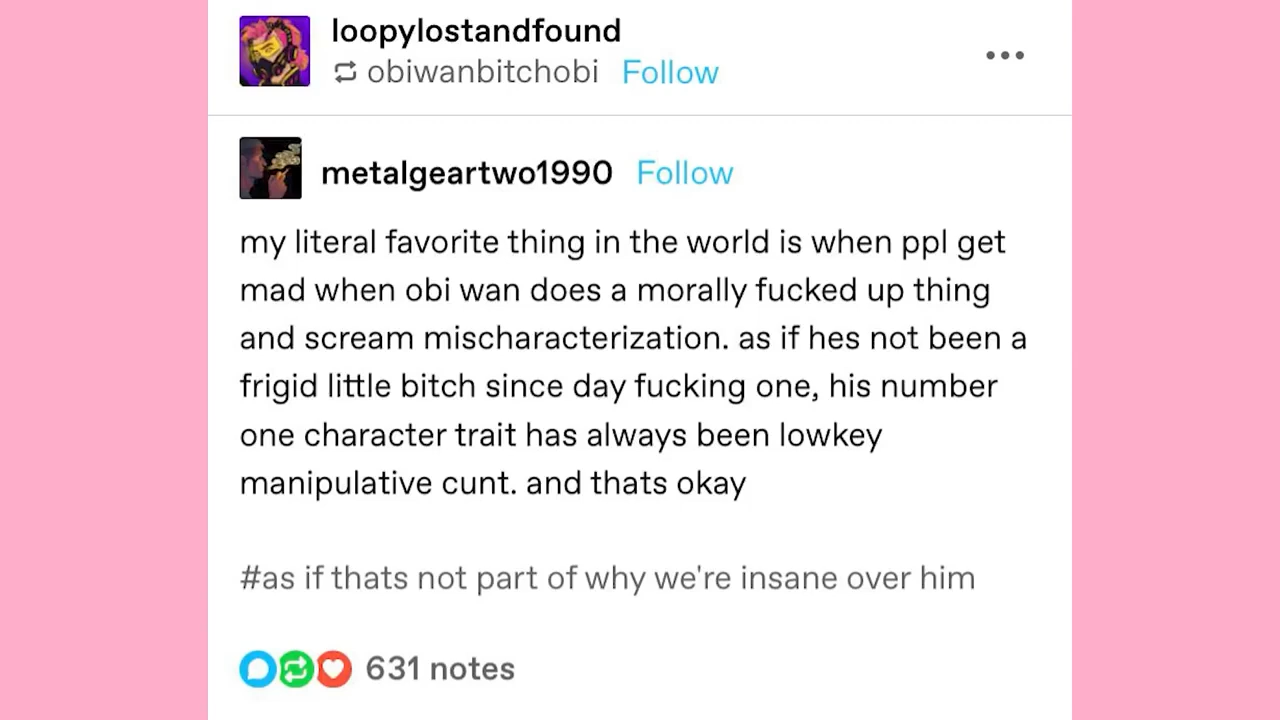 loopylostandfound
obiwanbitchobi Follow
metalgeartwo1990 Follow
my literal favorite thing in the world is when ppl get
mad when obi wan does a morally fucked up thing
and scream mischaracterization. as if hes not been a
frigid little bitch since day fucking one, his number
one character trait has always been lowkey
manipulative cunt. and thats okay
#as if thats not part of why we're insane over him
631 notes